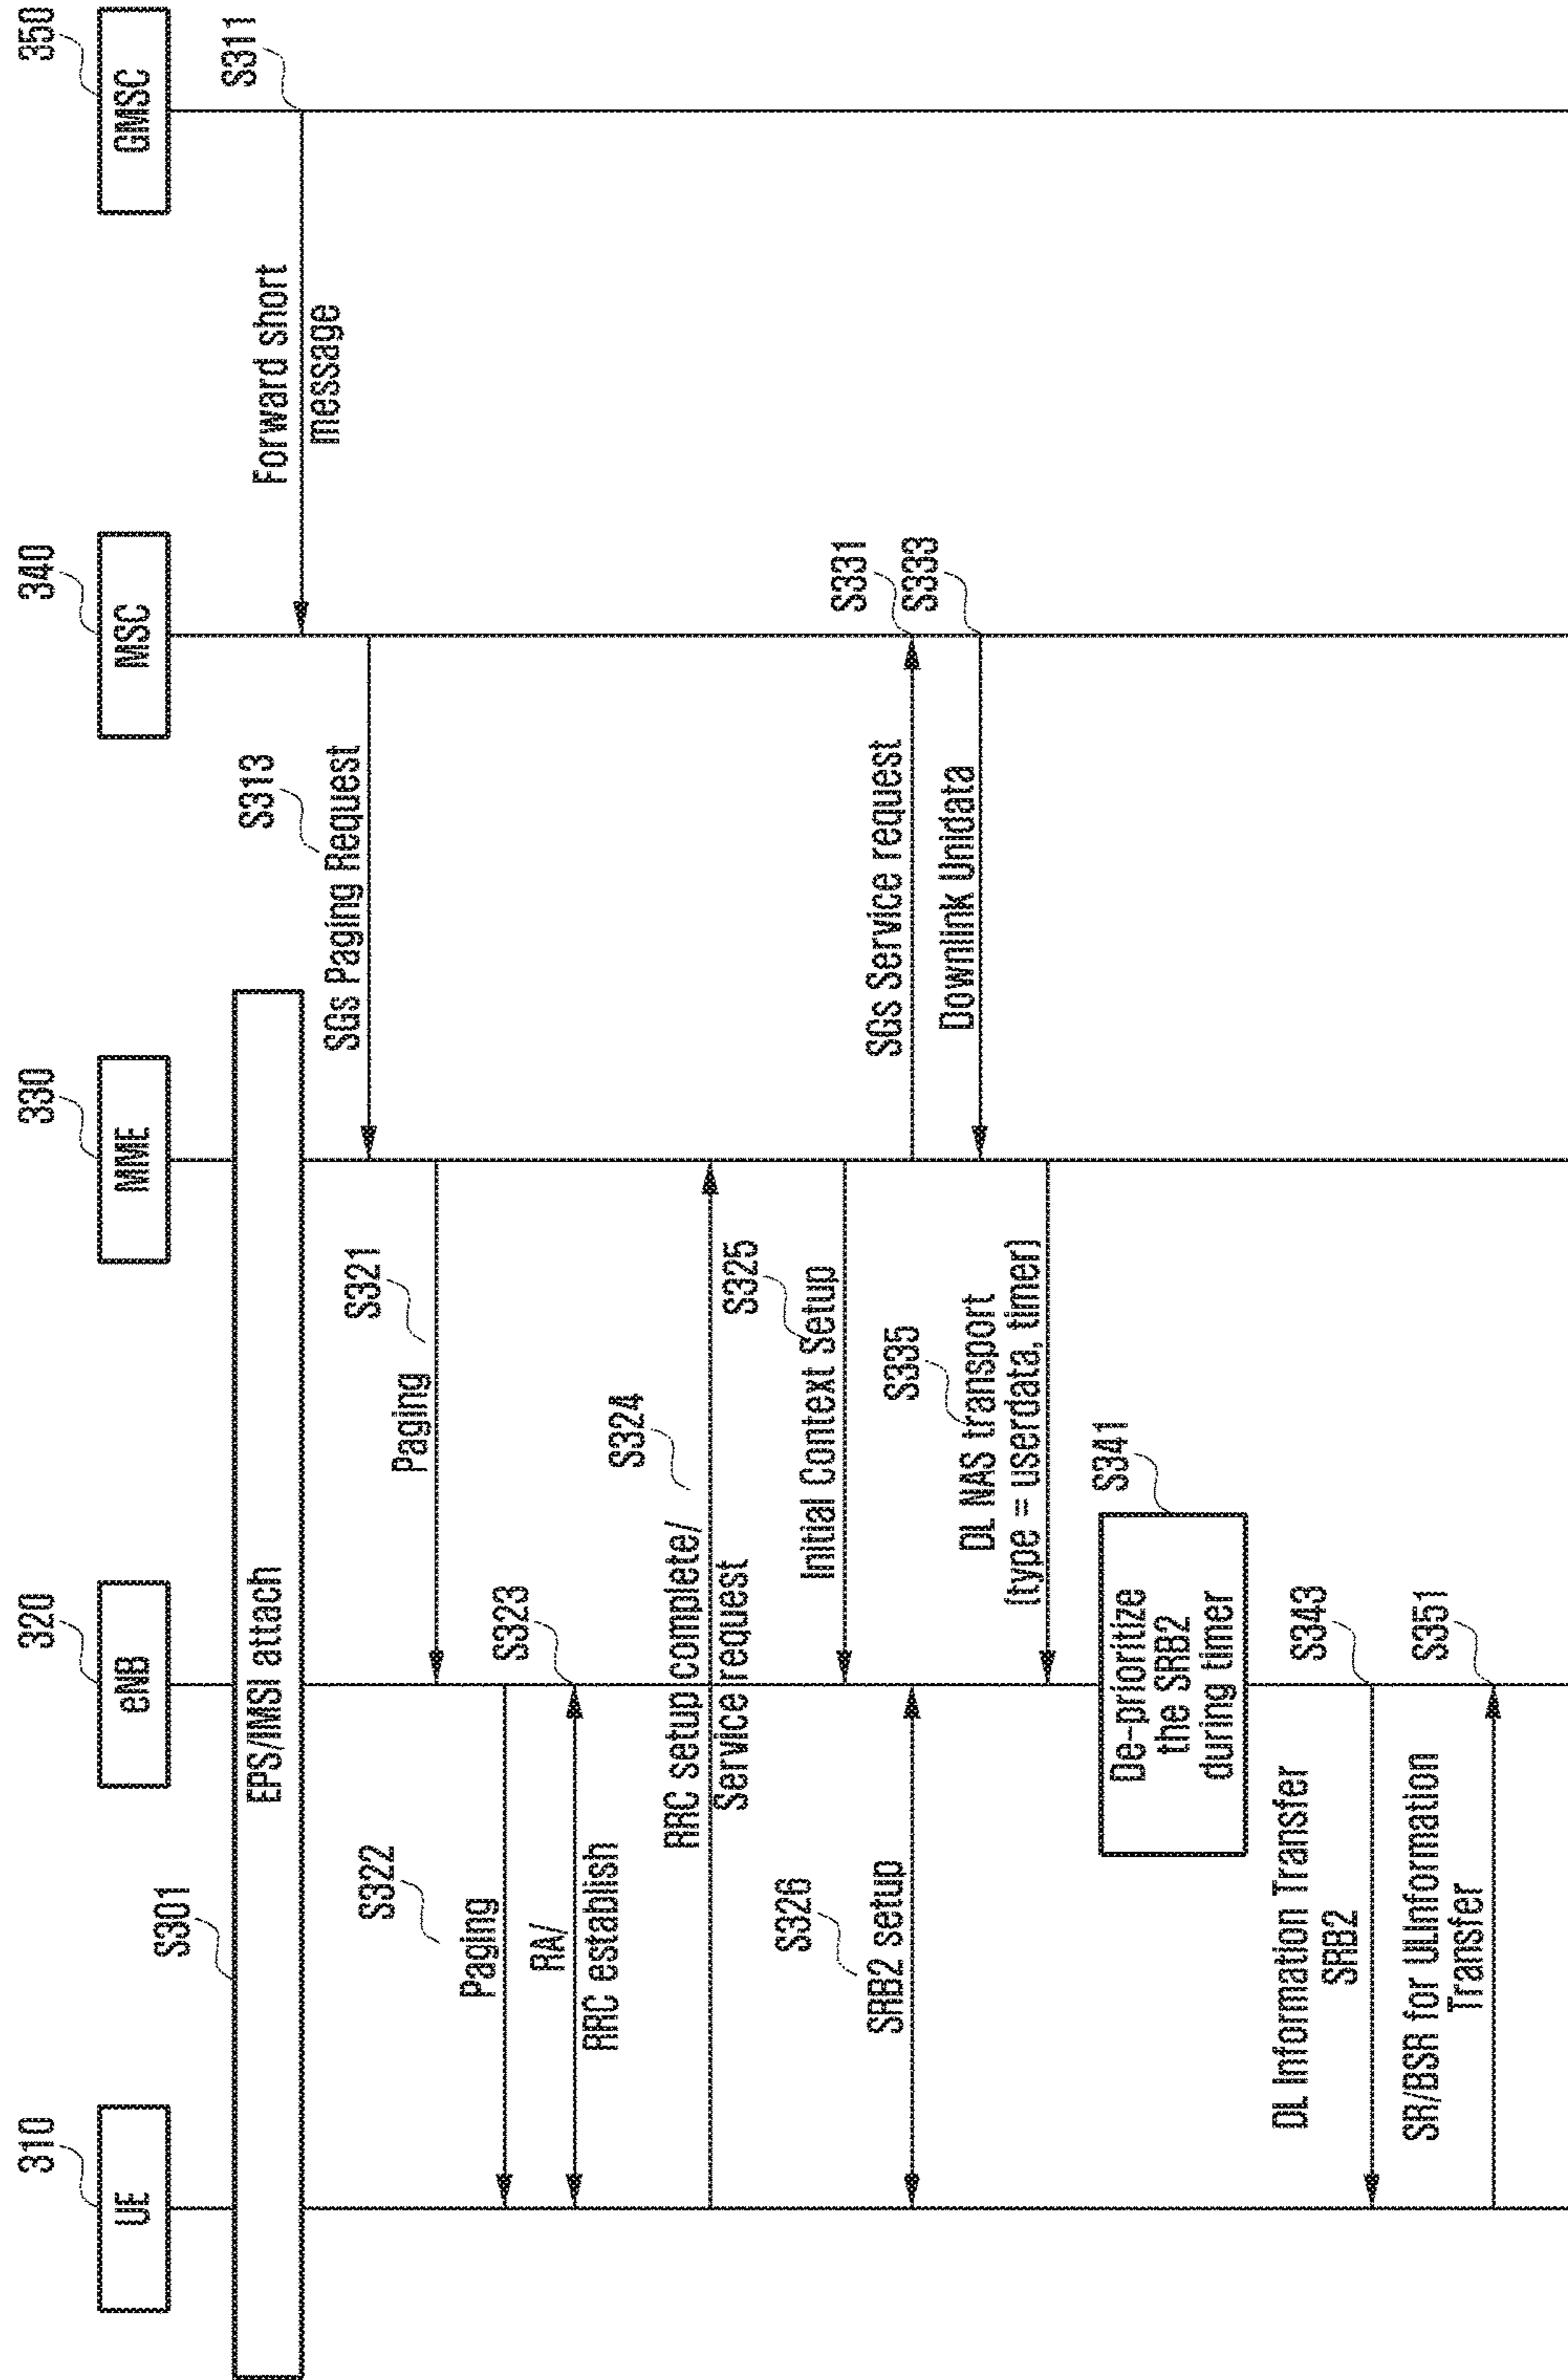 310
UE
320
eNB
330
MME
340
MSC
350
GMSC
S301
EPS/IMSI attach
S311
Forward short
message
S313
SGs Paging Request
S321
Paging
S322
Paging
S323
RA/
RRC establish
S324
RRC setup complete/
Service request
S325
Initial Context Setup
S326
SRB2 setup
S331
SGs Service request
S333
Downlink Unidata
S335
DL NAS transport
(type = userdata, timer)
S341
De-prioritize
the SRB2
during timer
S343
DL Information Transfer
SRB2
S351
SR/BSR for ULInformation
Transfer